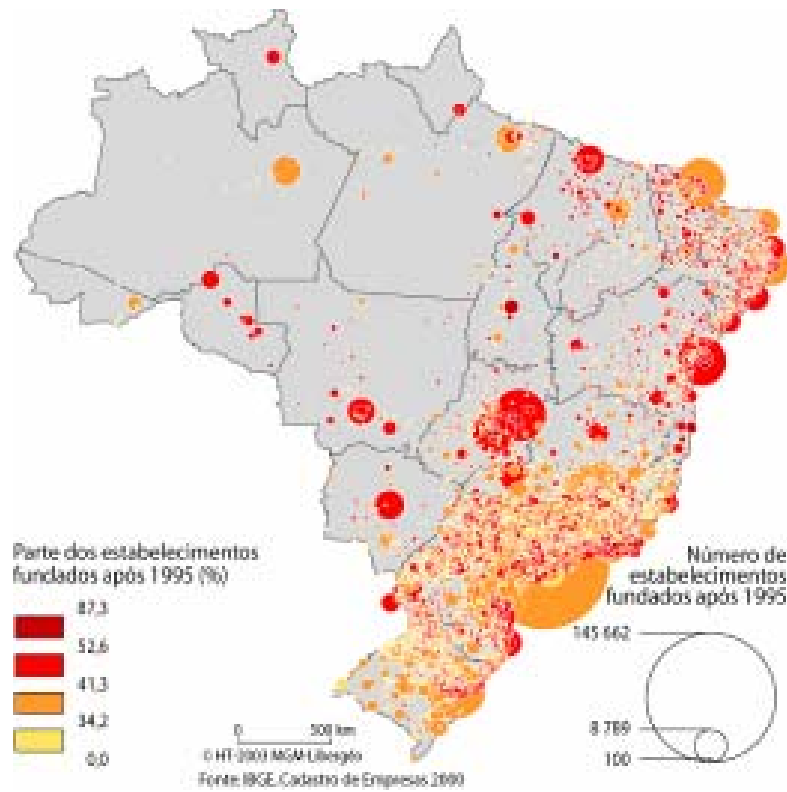 Parte dos estabelecimentos
fundados após 1995 (%)
87,3
52,6
41,3
34,2
0,0
0 500 km
© HT-2003 MGM-Libergéo
Fonte: IBGE, Cadastro de Empresas 2000
Número de
estabelecimentos
fundados após 1995
145 662
8 789
100